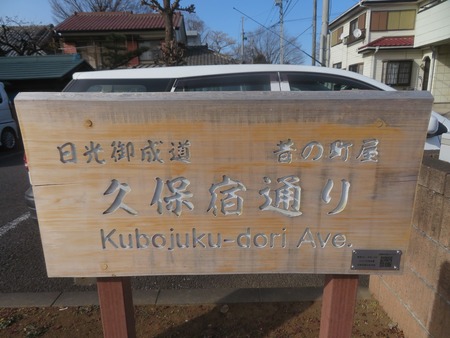 日光御成道 昔の町屋
久保宿通り
Kubojuku-dori Ave.